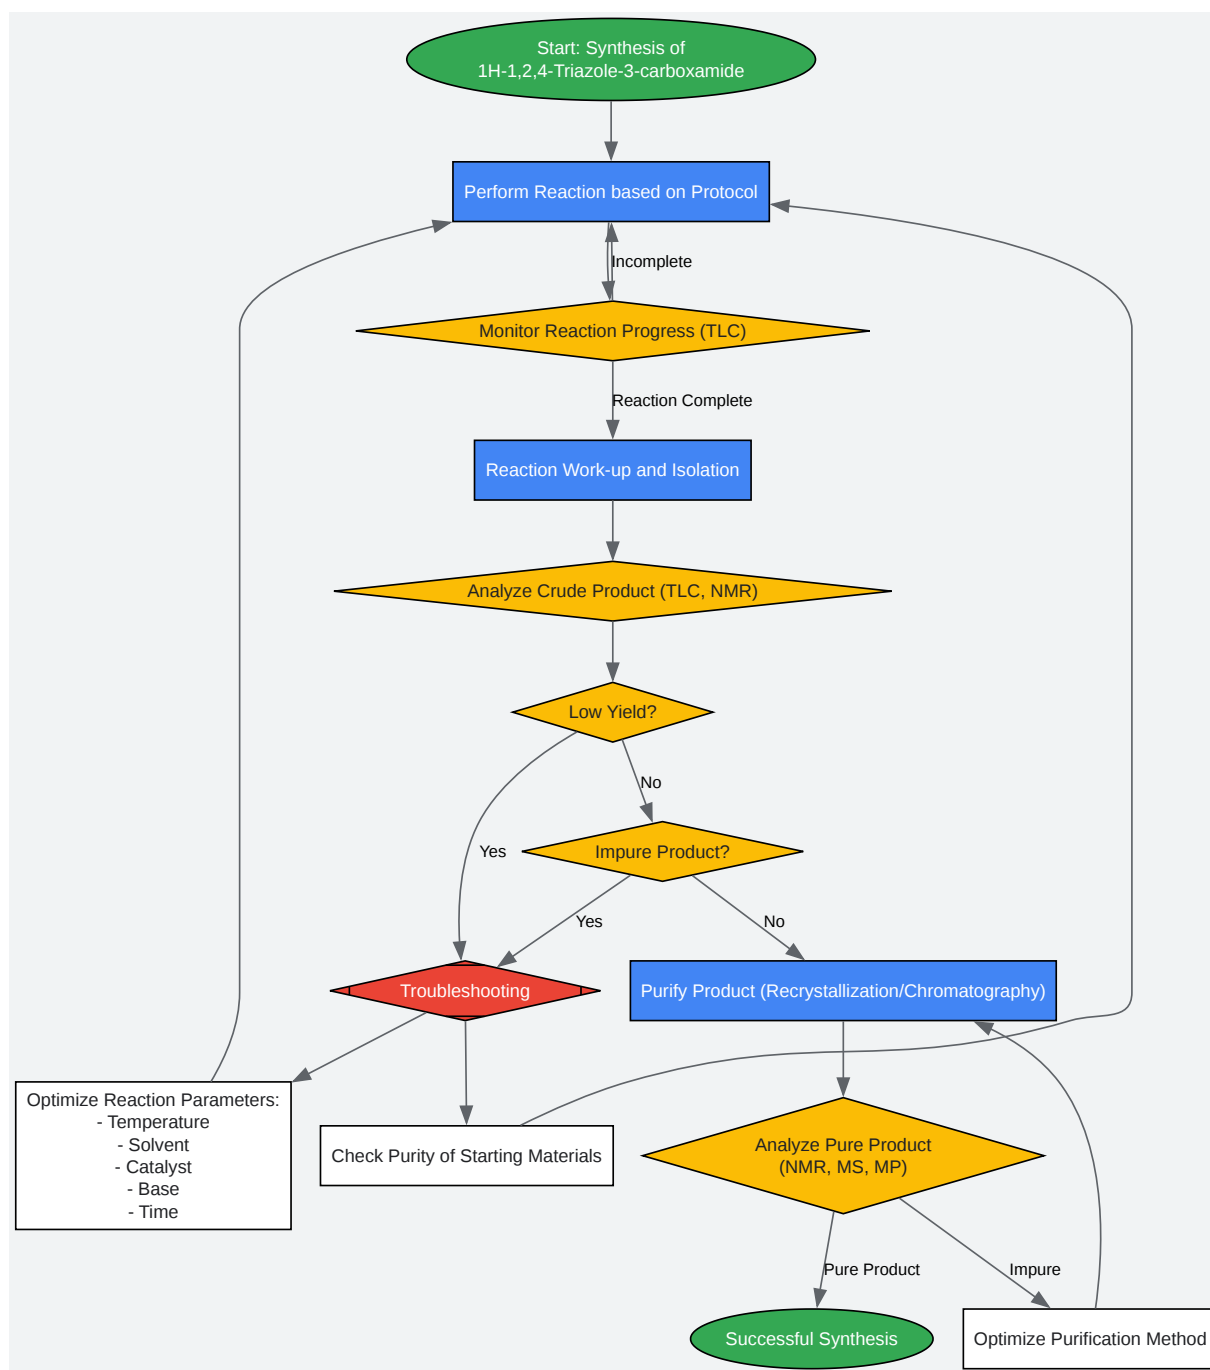 Start: Synthesis of
1H-1,2,4-Triazole-3-carboxamide
Perform Reaction based on Protocol
Incomplete
Monitor Reaction Progress (TLC)
Reaction Complete
Reaction Work-up and Isolation
Analyze Crude Product (TLC, NMR)
Low Yield?
No
Yes
Impure Product?
Yes
No
Troubleshooting
Purify Product (Recrystallization/Chromatography)
Optimize Reaction Parameters:
- Temperature
- Solvent
- Catalyst
- Base
- Time
Check Purity of Starting Materials
Analyze Pure Product
(NMR, MS, MP)
Pure Product
Impure
Successful Synthesis
Optimize Purification Method